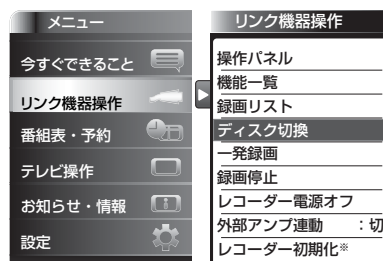 メニュー
今すぐできること
リンク機器操作
番組表・予約
テレビ操作
お知らせ・情報
設定
リンク機器操作
操作パネル
機能一覧
録画リスト
ディスク切換
一発録画
録画停止
レコーダー電源オフ
外部アンプ連動 :切
レコーダー初期化※